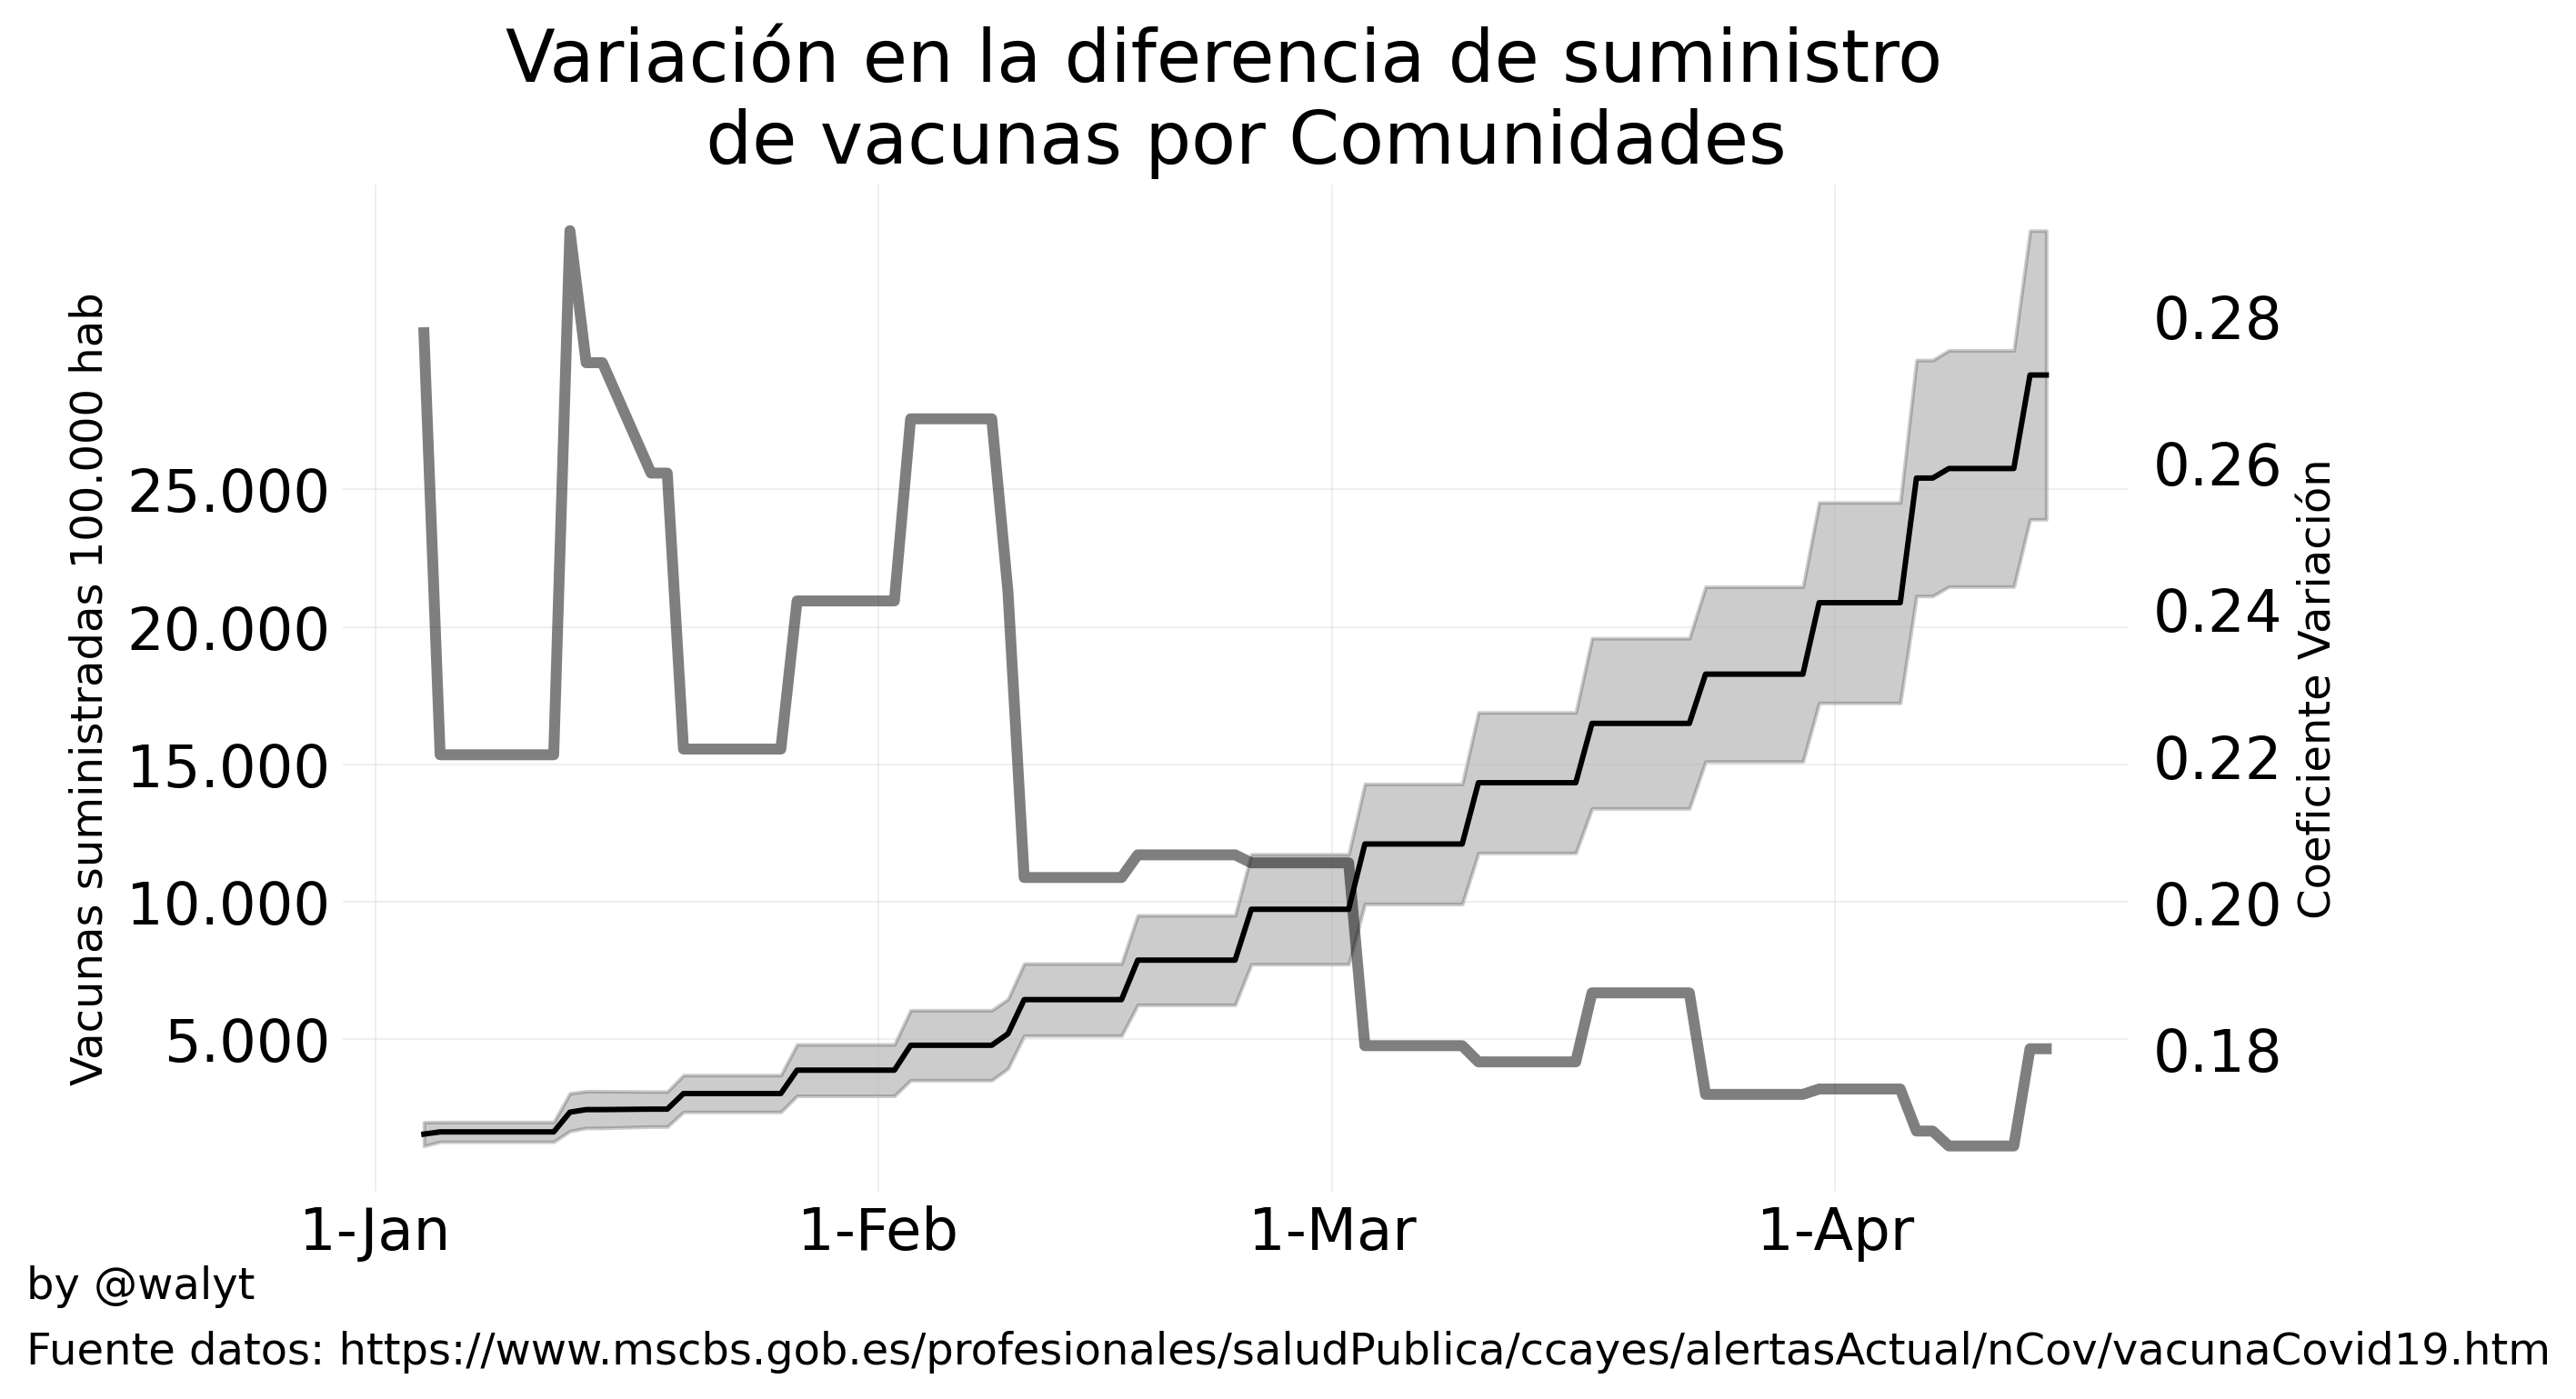 Variación en la diferencia de suministro
de vacunas por Comunidades
Vacunas suministradas 100.000 hab
25.000
20.000
15.000
10.000
5.000
0.28
0.26
0.24
0.22
0.20
0.18
Coeficiente Variación
1-Jan
1-Feb
1-Mar
1-Apr
by @walyt
Fuente datos: https://www.mscbs.gob.es/profesionales/saludPublica/ccayes/alertasActual/nCov/vacunaCovid19.htm